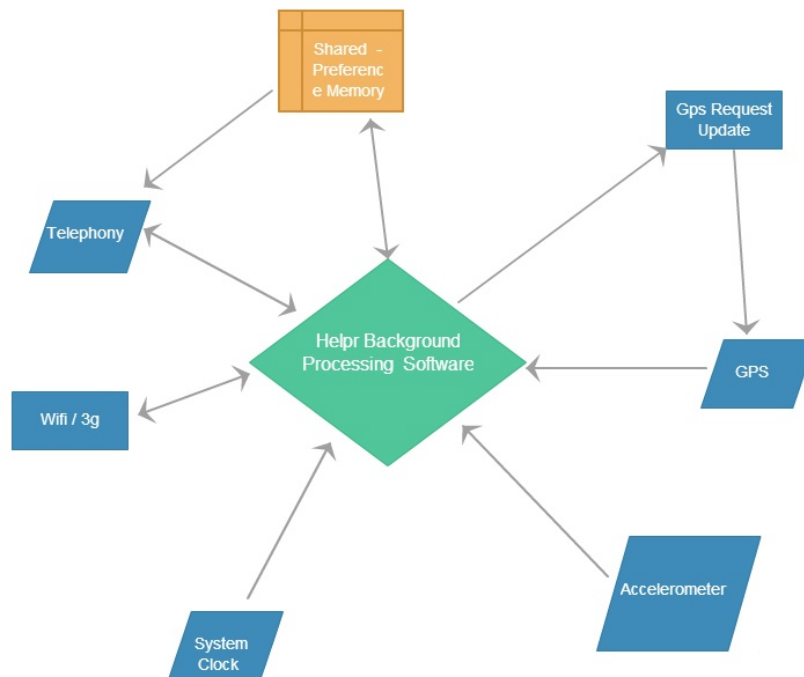 Shared -
Preferenc
e Memory
Gps Request
Update
Telephony
Helpr Background
Processing Software
GPS
Wifi / 3g
Accelerometer
System
Clock